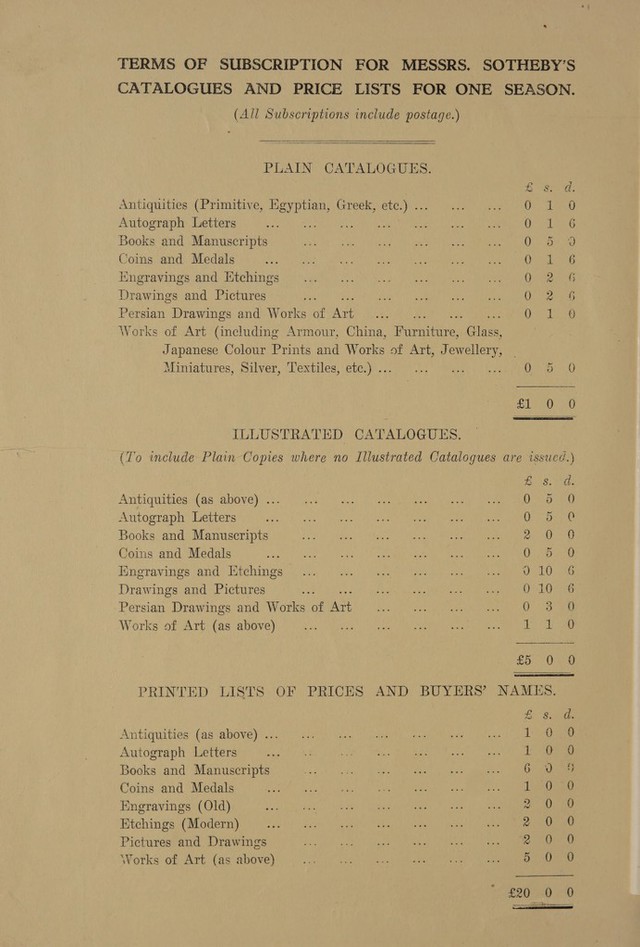 TERMS OF SUBSCRIPTION FOR MESSRS. SOTHEBY'S
CATALOGUES AND PRICE LISTS FOR ONE SEASON.
(All Subscriptions include postage.)
PLAIN CATALOGUES.
£ s. d.
Antiquities (Primitive, Egyptian, Greek, etc.) ... ... ... 0 1 0
Autograph Letters ... ... ... ... ... ... ... 0 1 6
Books and Manuscripts ... ... ... ... ... ... 0 5 0
Coins and Medals ... ... ... ... ... ... ... 0 1 6
Engravings and Etchings ... ... ... ... ... ... 0 2 6
Drawings and Pictures ... ... ... ... ... ... 0 2 6
Persian Drawings and Works of Art ... ... ... ... 0 1 0
Works of Art (including Armour, China, Furniture, Glass,
Japanese Colour Prints and Works of Art, Jewellery,
Miniatures, Silver, Textiles, etc.) ... ... ... ... 0 5 0
£1 0 0
ILLUSTRATED CATALOGUES.
(To include Plain Copies where no Illustrated Catalogues are issued.)
£ s. d.
Antiquities (as above) ... ... ... ... ... ... ... 0 5 0
Autograph Letters ... ... ... ... ... ... ... 0 5 0
Books and Manuscripts ... ... ... ... ... ... 2 0 0
Coins and Medals ... ... ... ... ... ... ... 0 5 0
Engravings and Etchings ... ... ... ... ... ... 0 10 6
Drawings and Pictures ... ... ... ... ... ... 0 10 6
Persian Drawings and Works of Art ... ... ... ... 0 3 0
Works of Art (as above) ... ... ... ... ... ... 1 1 0
£5 0 0
PRINTED LISTS OF PRICES AND BUYERS' NAMES.
£ s. d.
Antiquities (as above) ... ... ... ... ... ... ... 1 0 0
Autograph Letters ... ... ... ... ... ... ... 1 0 0
Books and Manuscripts ... ... ... ... ... ... 6 0 0
Coins and Medals ... ... ... ... ... ... ... 1 0 0
Engravings (Old) ... ... ... ... ... ... ... 2 0 0
Etchings (Modern) ... ... ... ... ... ... ... 2 0 0
Pictures and Drawings ... ... ... ... ... ... 2 0 0
Works of Art (as above) ... ... ... ... ... ... 5 0 0
£20 0 0